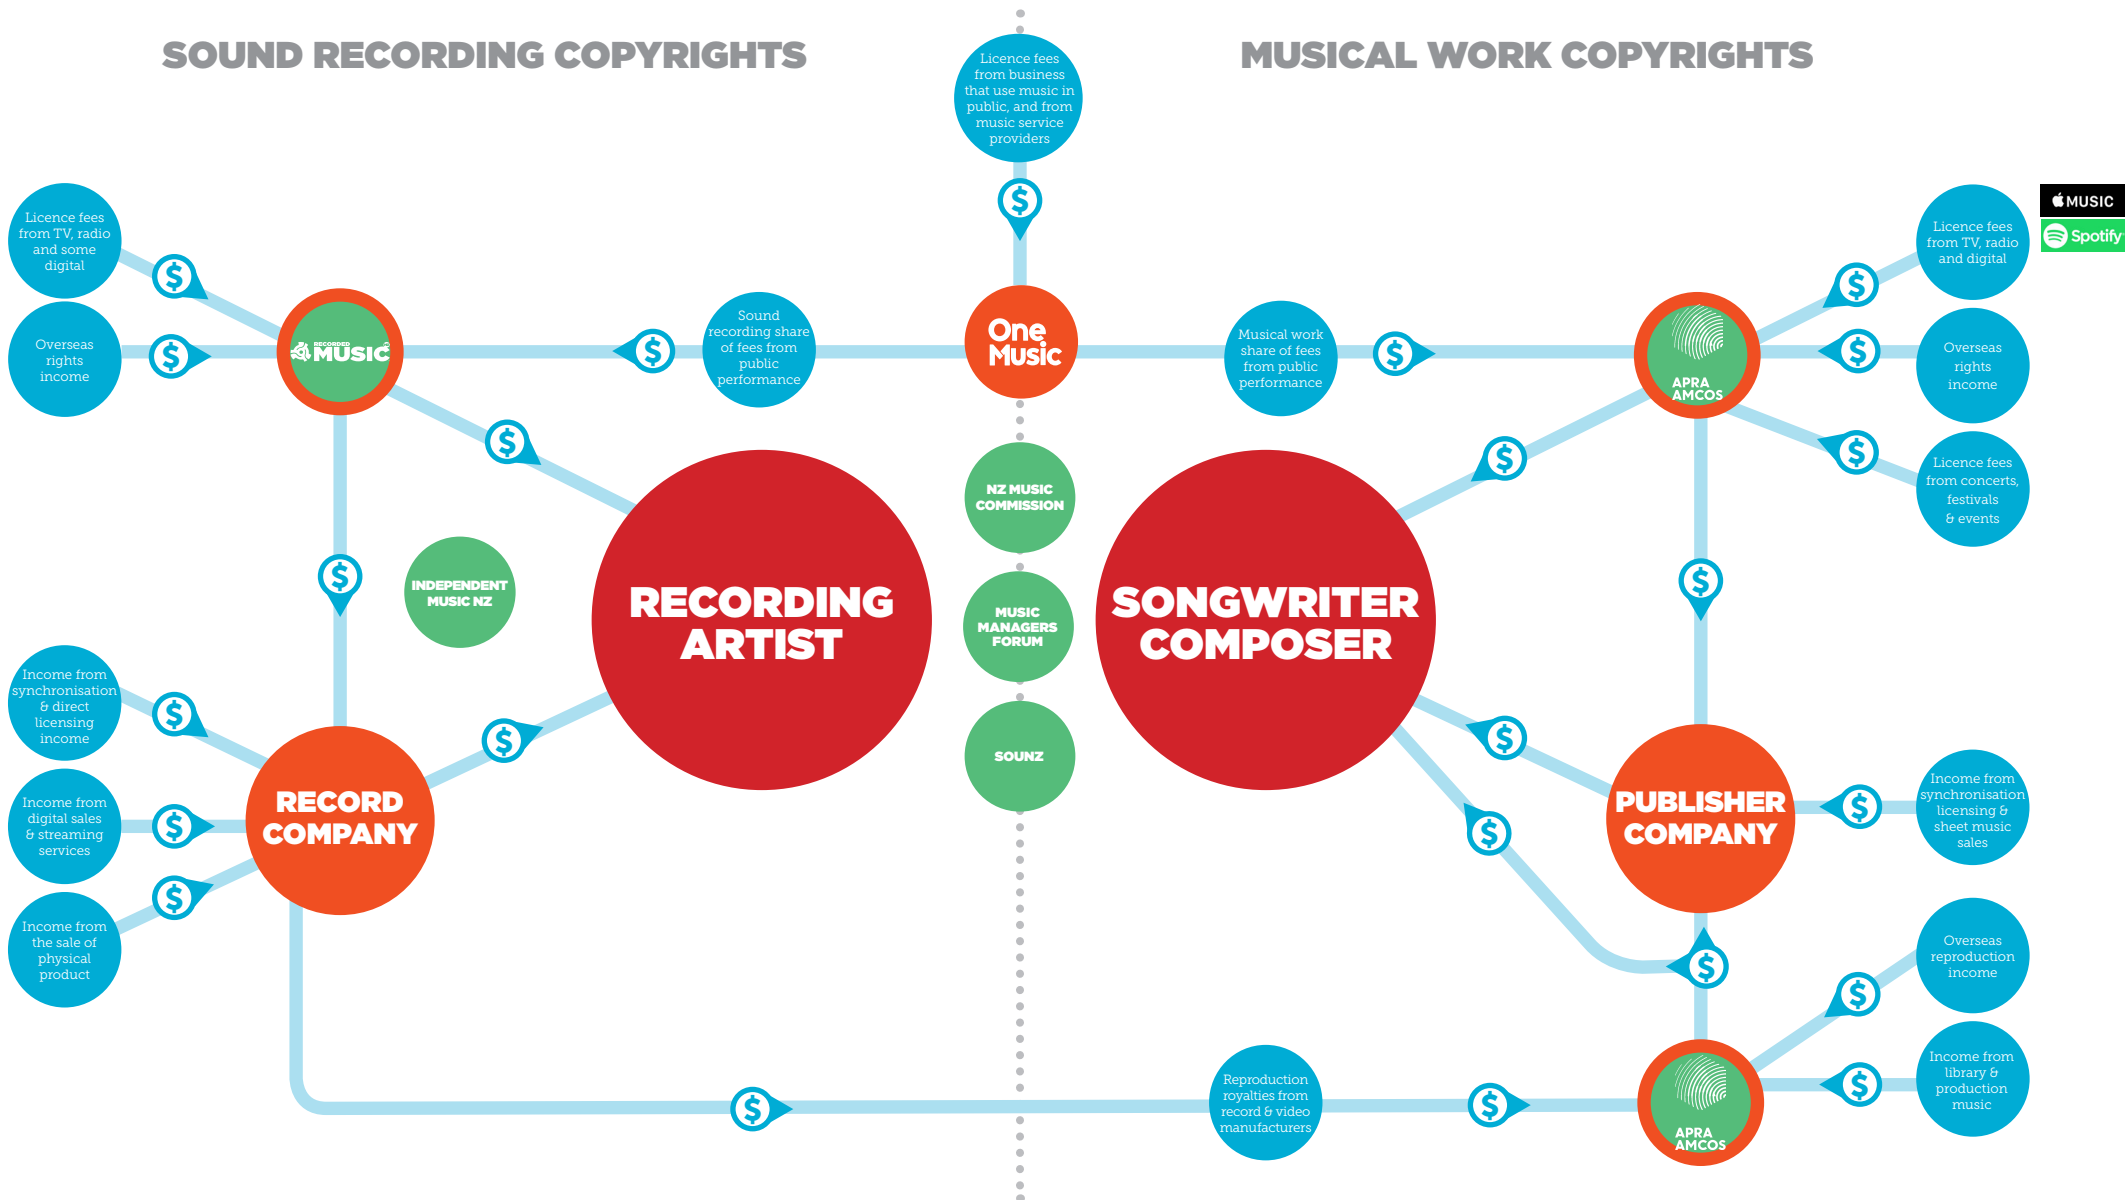 SOUND RECORDING COPYRIGHTS
MUSICAL WORK COPYRIGHTS
Licence fees
from business
that use music in
public, and from
music service
providers
$
Licence fees
from TV, radio
and some
digital
$
Overseas
rights
income
$
RECORDED
MUSIC NZ
$
Sound
recording share
of fees from
public
performance
One
Music
Musical work
share of fees
from public
performance
$
APRA
AMCOS
$
Licence fees
from TV, radio
and digital
MUSIC
Spotify
$
Overseas
rights
income
$
Licence fees
from concerts,
festivals
& events
$
$
INDEPENDENT
MUSIC NZ
RECORDING
ARTIST
NZ MUSIC
COMMISSION
MUSIC
MANAGERS
FORUM
SOUNZ
SONGWRITER
COMPOSER
$
$
Income from
synchronisation
& direct
licensing
income
$
Income from
digital sales
& streaming
services
$
Income from
the sale of
physical
product
$
RECORD
COMPANY
$
$
$
PUBLISHER
COMPANY
$
Income from
synchronisation
licensing &
sheet music
sales
$
$
Overseas
reproduction
income
$
Reproduction
royalties from
record & video
manufacturers
$
APRA
AMCOS
$
Income from
library &
production
music